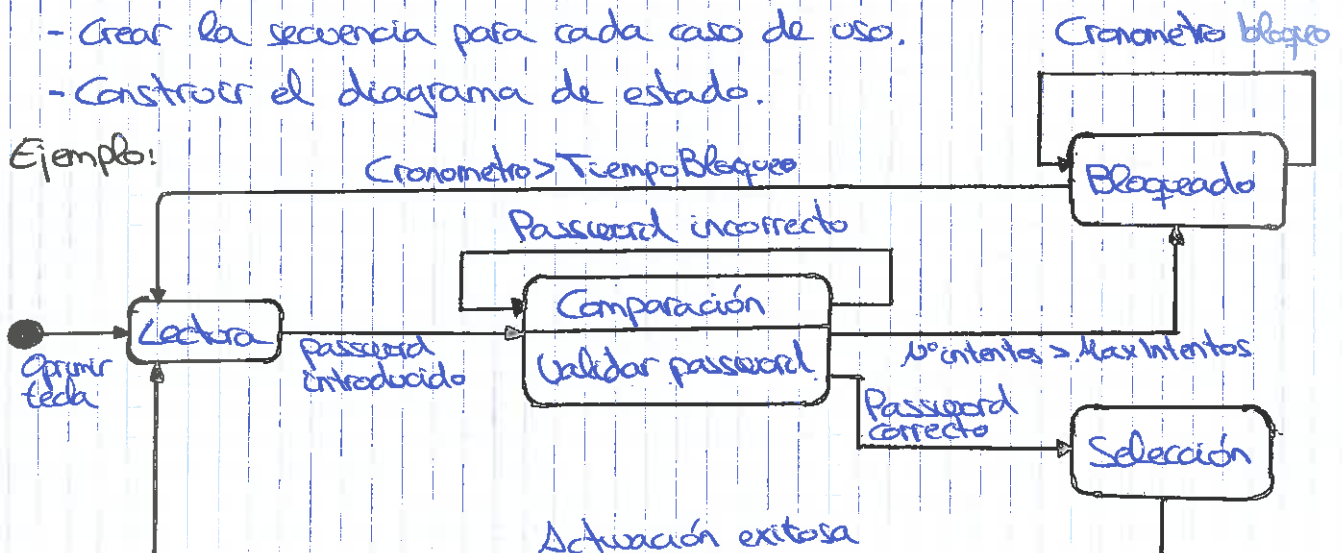 - Crear la secuencia para cada caso de uso.
- Construir el diagrama de estado.
Cronometro bloqueo
Ejemplo:
Cronometro > TiempoBloqueo
Bloqueado
Password incorrecto
Comparación
Lectura
Validar password
Oprimir
tecla
password
introducido
Nº intentos > MaxIntentos
Password
correcto
Selección
Activación exitosa